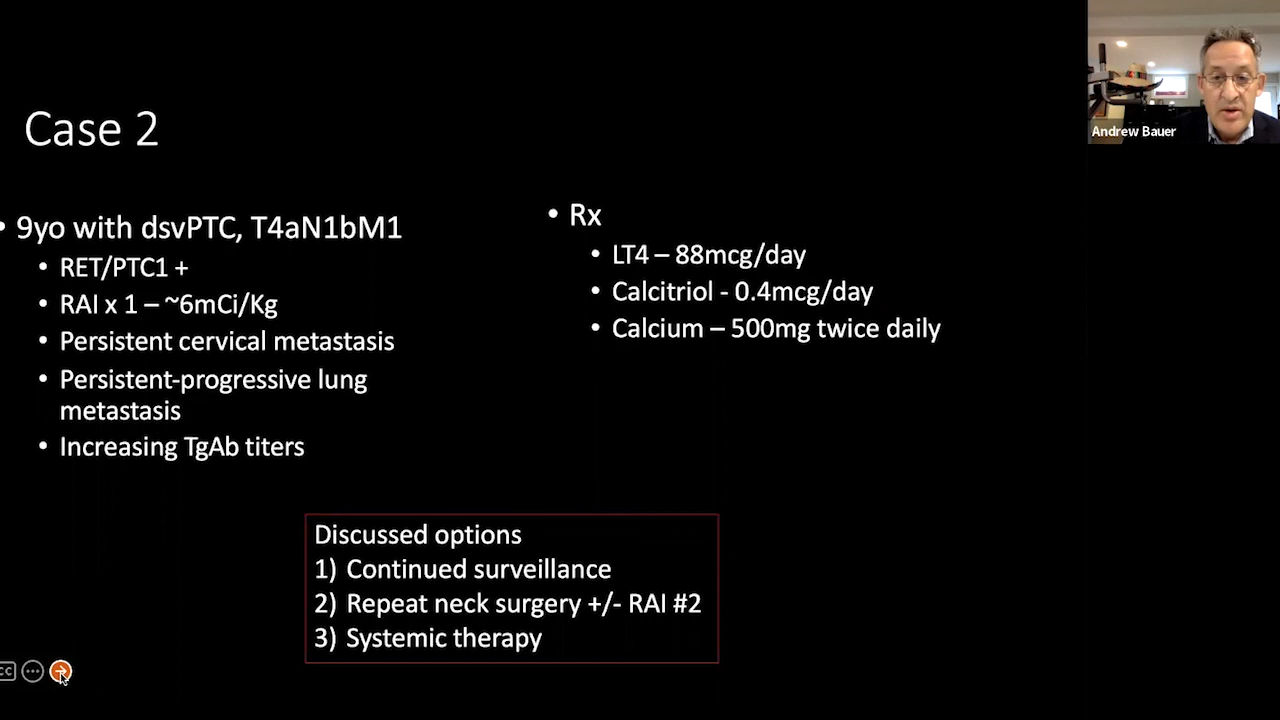 Andrew Bauer
Case 2
• 9yo with dsvPTC, T4aN1bM1
• RET/PTC1 +
• RAI x 1 – ~6mCi/Kg
• Persistent cervical metastasis
• Persistent-progressive lung
metastasis
• Increasing TgAb titers
• Rx
• LT4 – 88mcg/day
• Calcitriol - 0.4mcg/day
• Calcium – 500mg twice daily
Discussed options
1) Continued surveillance
2) Repeat neck surgery +/- RAI #2
3) Systemic therapy
CC